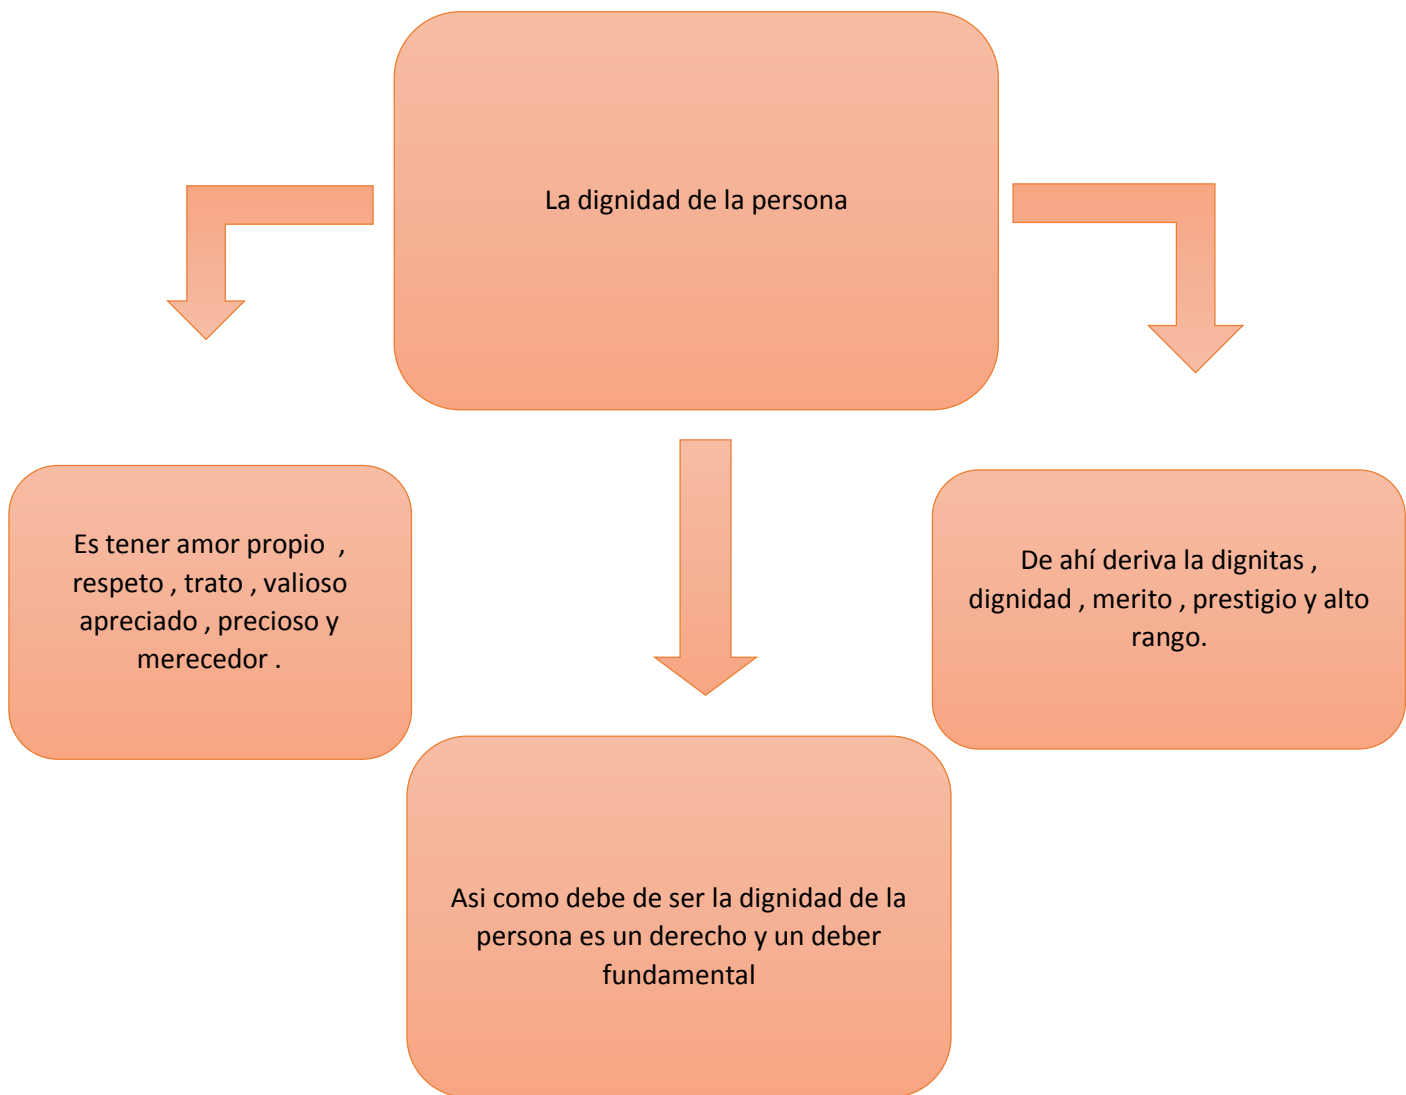 La dignidad de la persona
Es tener amor propio ,
respeto , trato , valioso
apreciado , precioso y
merecedor .
De ahí deriva la dignitas ,
dignidad , merito , prestigio y alto
rango.
Asi como debe de ser la dignidad de la
persona es un derecho y un deber
fundamental